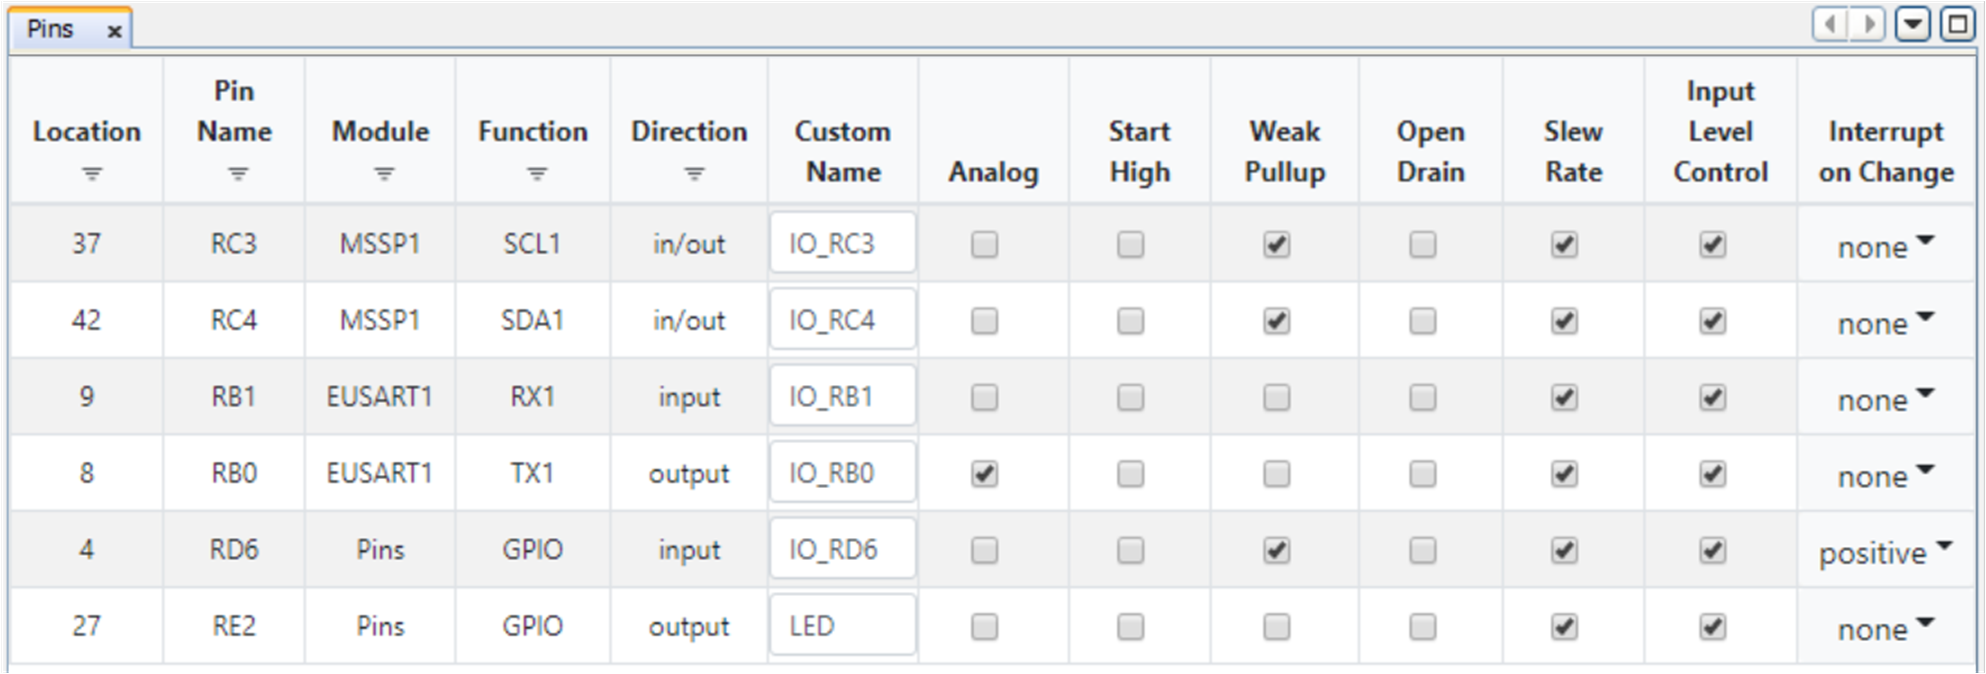 Pins x
Location Pin Name Module Function Direction Custom Name Analog Start High Weak Pullup Open Drain Slew Rate Input Level Control Interrupt on Change
37 RC3 MSSP1 SCL1 in/out IO_RC3 none
42 RC4 MSSP1 SDA1 in/out IO_RC4 none
9 RB1 EUSART1 RX1 input IO_RB1 none
8 RB0 EUSART1 TX1 output IO_RB0 none
4 RD6 Pins GPIO input IO_RD6 positive
27 RE2 Pins GPIO output LED none